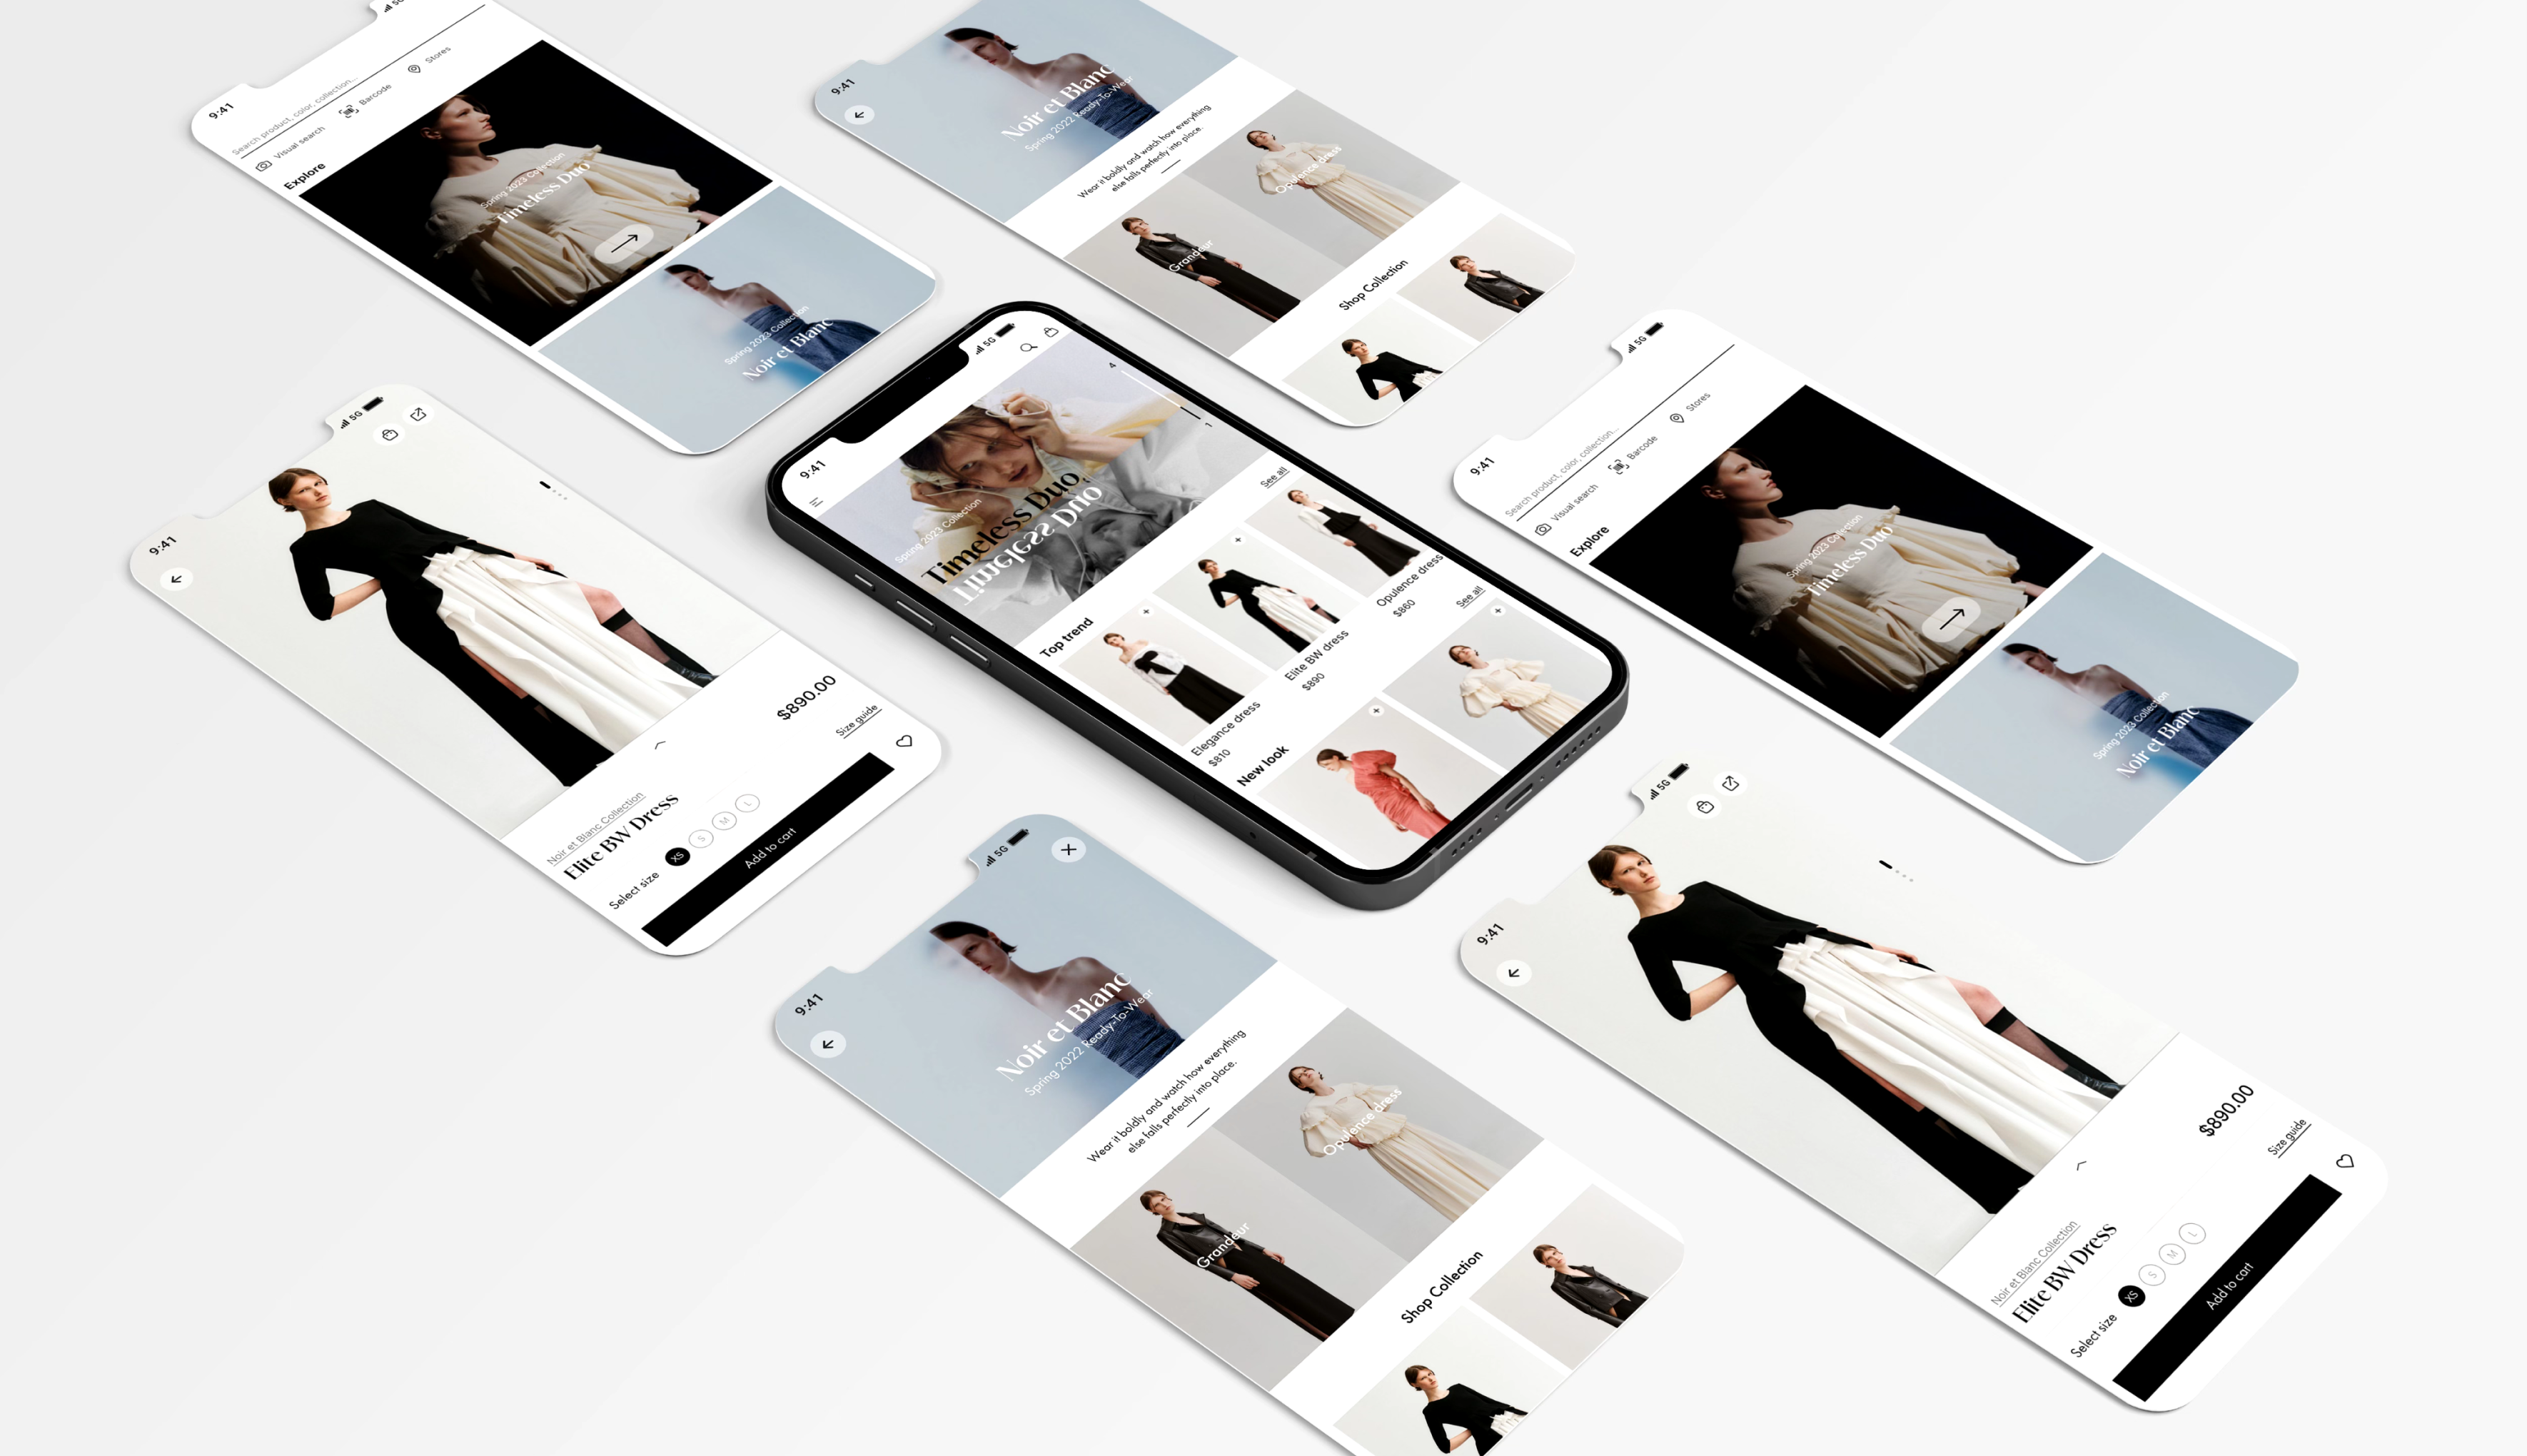 9:41
5G
Search product, color, collection...
Visual search
Barcode
Stores
Explore
Spring 2023 Collection
Timeless Duo
Spring 2023 Collection
Noir et Blanc
9:41
Noir et Blanc
Spring 2022 Ready-To-Wear
Wear it boldly and watch how everything
else falls perfectly into place.
Grandeur
Opulence dress
Shop Collection
9:41
5G
$890.00
Noir et Blanc Collection
Elite BW Dress
Size guide
Select size
XS
S
M
L
Add to cart
9:41
5G
4
1
Spring 2023 Collection
Timeless Duo
Timeless Duo
Top trend
See all
Elegance dress
$810
Elite BW dress
$890
Opulence dress
$860
New look
See all
9:41
5G
Search product, color, collection...
Visual search
Barcode
Stores
Explore
Spring 2023 Collection
Timeless Duo
Spring 2023 Collection
Noir et Blanc
9:41
5G
Noir et Blanc
Spring 2022 Ready-To-Wear
Wear it boldly and watch how everything
else falls perfectly into place.
Grandeur
Opulence dress
Shop Collection
9:41
5G
$890.00
Noir et Blanc Collection
Elite BW Dress
Size guide
Select size
XS
S
M
L
Add to cart